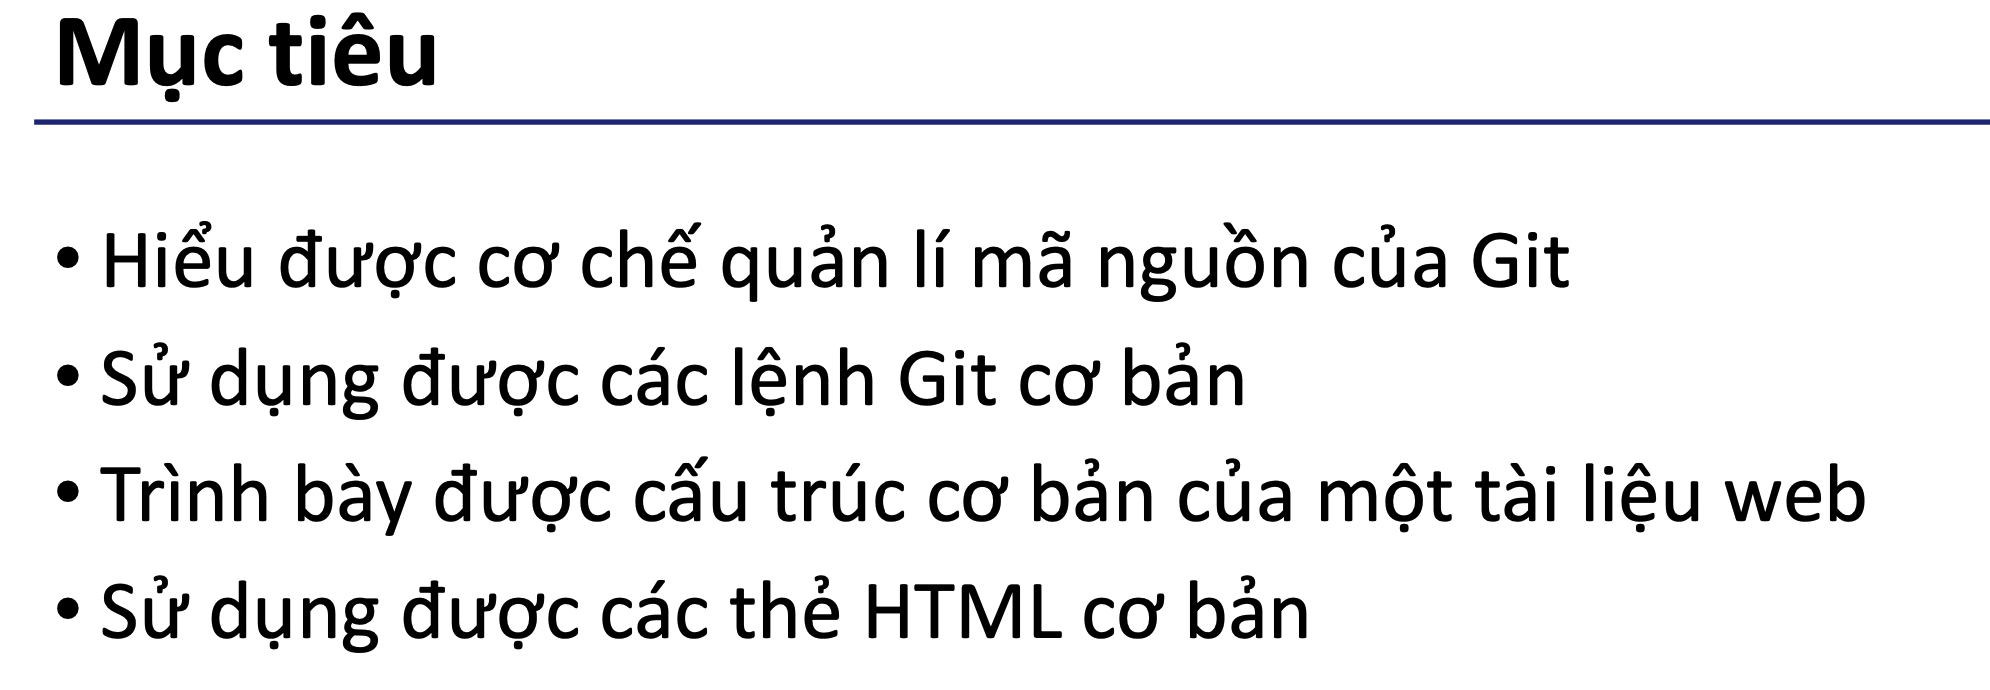 Mục tiêu
• Hiểu được cơ chế quản lí mã nguồn của Git
• Sử dụng được các lệnh Git cơ bản
• Trình bày được cấu trúc cơ bản của một tài liệu web
• Sử dụng được các thẻ HTML cơ bản